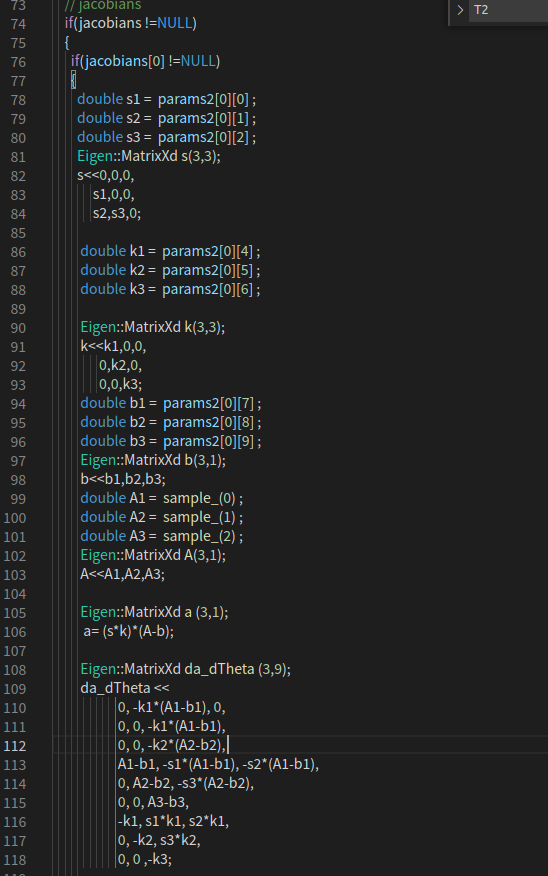 73 // jacobians
74 if(jacobians !=NULL)
75 {
76 if(jacobians[0] !=NULL)
77 {
78 double s1 = params2[0][0] ;
79 double s2 = params2[0][1] ;
80 double s3 = params2[0][2] ;
81 Eigen::MatrixXd s(3,3);
82 s<<0,0,0,
83 s1,0,0,
84 s2,s3,0;
85
86 double k1 = params2[0][4] ;
87 double k2 = params2[0][5] ;
88 double k3 = params2[0][6] ;
89
90 Eigen::MatrixXd k(3,3);
91 k<<k1,0,0,
92 0,k2,0,
93 0,0,k3;
94 double b1 = params2[0][7] ;
95 double b2 = params2[0][8] ;
96 double b3 = params2[0][9] ;
97 Eigen::MatrixXd b(3,1);
98 b<<b1,b2,b3;
99 double A1 = sample_(0) ;
100 double A2 = sample_(1) ;
101 double A3 = sample_(2) ;
102 Eigen::MatrixXd A(3,1);
103 A<<A1,A2,A3;
104
105 Eigen::MatrixXd a (3,1);
106 a= (s*k)*(A-b);
107
108 Eigen::MatrixXd da_dTheta (3,9);
109 da_dTheta <<
110 0, -k1*(A1-b1), 0,
111 0, 0, -k1*(A1-b1),
112 0, 0, -k2*(A2-b2),
113 A1-b1, -s1*(A1-b1), -s2*(A1-b1),
114 0, A2-b2, -s3*(A2-b2),
115 0, 0, A3-b3,
116 -k1, s1*k1, s2*k1,
117 0, -k2, s3*k2,
118 0, 0 ,-k3;
T2